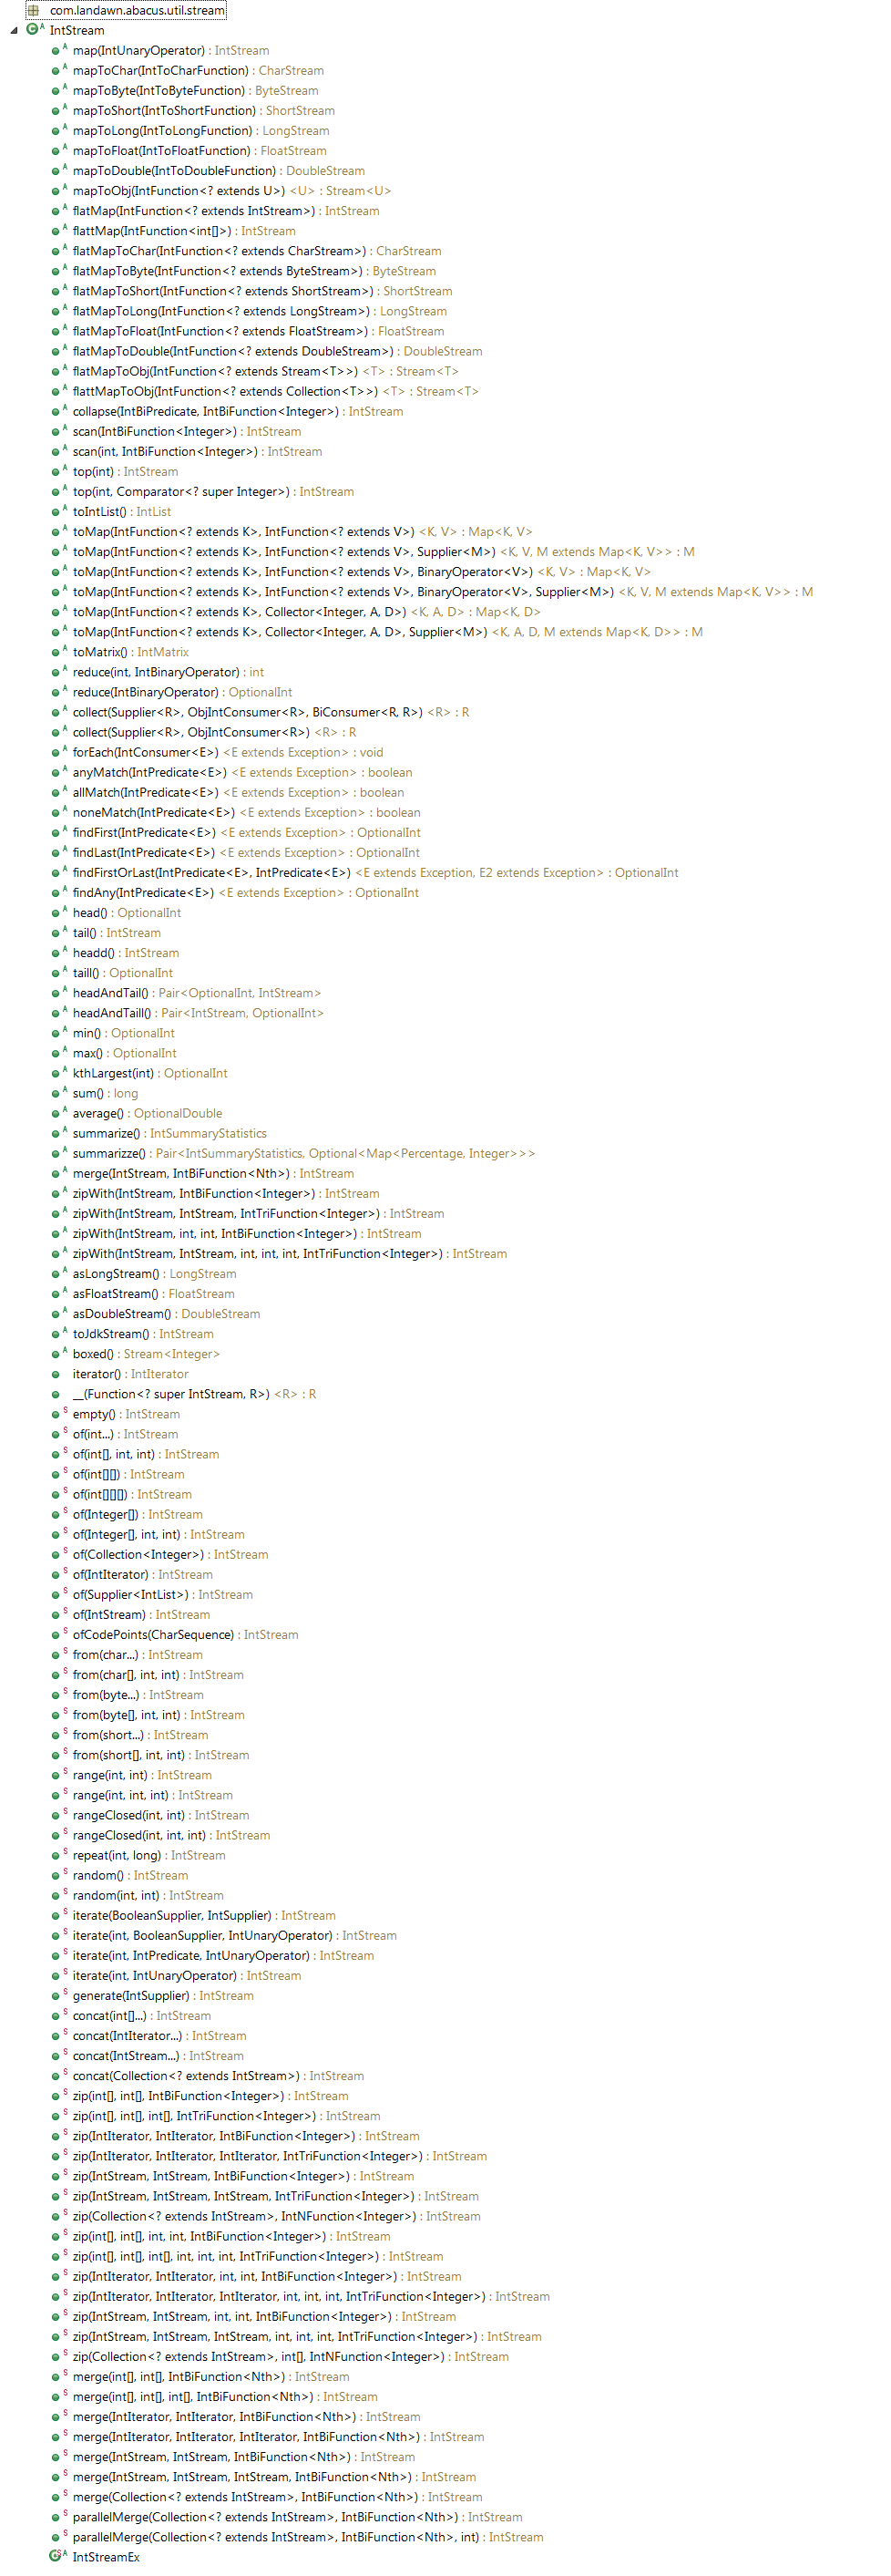 com.landawn.abacus.util.stream
IntStream
map(IntUnaryOperator) : IntStream
mapToChar(IntToCharFunction) : CharStream
mapToByte(IntToByteFunction) : ByteStream
mapToShort(IntToShortFunction) : ShortStream
mapToLong(IntToLongFunction) : LongStream
mapToFloat(IntToFloatFunction) : FloatStream
mapToDouble(IntToDoubleFunction) : DoubleStream
mapToObj(IntFunction<? extends U>) <U> : Stream<U>
flatMap(IntFunction<? extends IntStream>) : IntStream
flattMap(IntFunction<int[]>) : IntStream
flatMapToChar(IntFunction<? extends CharStream>) : CharStream
flatMapToByte(IntFunction<? extends ByteStream>) : ByteStream
flatMapToShort(IntFunction<? extends ShortStream>) : ShortStream
flatMapToLong(IntFunction<? extends LongStream>) : LongStream
flatMapToFloat(IntFunction<? extends FloatStream>) : FloatStream
flatMapToDouble(IntFunction<? extends DoubleStream>) : DoubleStream
flatMapToObj(IntFunction<? extends Stream<T>>) <T> : Stream<T>
flattMapToObj(IntFunction<? extends Collection<T>>) <T> : Stream<T>
collapse(IntBiPredicate, IntBiFunction<Integer>) : IntStream
scan(IntBiFunction<Integer>) : IntStream
scan(int, IntBiFunction<Integer>) : IntStream
top(int) : IntStream
top(int, Comparator<? super Integer>) : IntStream
toIntList() : IntList
toMap(IntFunction<? extends K>, IntFunction<? extends V>) <K, V> : Map<K, V>
toMap(IntFunction<? extends K>, IntFunction<? extends V>, Supplier<M>) <K, V, M extends Map<K, V>> : M
toMap(IntFunction<? extends K>, IntFunction<? extends V>, BinaryOperator<V>) <K, V> : Map<K, V>
toMap(IntFunction<? extends K>, IntFunction<? extends V>, BinaryOperator<V>, Supplier<M>) <K, V, M extends Map<K, V>> : M
toMap(IntFunction<? extends K>, Collector<Integer, A, D>) <K, A, D> : Map<K, D>
toMap(IntFunction<? extends K>, Collector<Integer, A, D>, Supplier<M>) <K, A, D, M extends Map<K, D>> : M
toMatrix() : IntMatrix
reduce(int, IntBinaryOperator) : int
reduce(IntBinaryOperator) : OptionalInt
collect(Supplier<R>, ObjIntConsumer<R>, BiConsumer<R, R>) <R> : R
collect(Supplier<R>, ObjIntConsumer<R>) <R> : R
forEach(IntConsumer<E>) <E extends Exception> : void
anyMatch(IntPredicate<E>) <E extends Exception> : boolean
allMatch(IntPredicate<E>) <E extends Exception> : boolean
noneMatch(IntPredicate<E>) <E extends Exception> : boolean
findFirst(IntPredicate<E>) <E extends Exception> : OptionalInt
findLast(IntPredicate<E>) <E extends Exception> : OptionalInt
findFirstOrLast(IntPredicate<E>, IntPredicate<E>) <E extends Exception, E2 extends Exception> : OptionalInt
findAny(IntPredicate<E>) <E extends Exception> : OptionalInt
head() : OptionalInt
tail() : IntStream
headd() : IntStream
taill() : OptionalInt
headAndTail() : Pair<OptionalInt, IntStream>
headAndTaill() : Pair<IntStream, OptionalInt>
min() : OptionalInt
max() : OptionalInt
kthLargest(int) : OptionalInt
sum() : long
average() : OptionalDouble
summarize() : IntSummaryStatistics
summarizze() : Pair<IntSummaryStatistics, Optional<Map<Percentage, Integer>>>
merge(IntStream, IntBiFunction<Nth>) : IntStream
zipWith(IntStream, IntBiFunction<Integer>) : IntStream
zipWith(IntStream, IntStream, IntTriFunction<Integer>) : IntStream
zipWith(IntStream, int, int, IntBiFunction<Integer>) : IntStream
zipWith(IntStream, IntStream, int, int, int, IntTriFunction<Integer>) : IntStream
asLongStream() : LongStream
asFloatStream() : FloatStream
asDoubleStream() : DoubleStream
toJdkStream() : IntStream
boxed() : Stream<Integer>
iterator() : IntIterator
__(Function<? super IntStream, R>) <R> : R
empty() : IntStream
of(int...) : IntStream
of(int[], int, int) : IntStream
of(int[][]) : IntStream
of(int[][][]) : IntStream
of(Integer[]) : IntStream
of(Integer[], int, int) : IntStream
of(Collection<Integer>) : IntStream
of(IntIterator) : IntStream
of(Supplier<IntList>) : IntStream
of(IntStream) : IntStream
ofCodePoints(CharSequence) : IntStream
from(char...) : IntStream
from(char[], int, int) : IntStream
from(byte...) : IntStream
from(byte[], int, int) : IntStream
from(short...) : IntStream
from(short[], int, int) : IntStream
range(int, int) : IntStream
range(int, int, int) : IntStream
rangeClosed(int, int) : IntStream
rangeClosed(int, int, int) : IntStream
repeat(int, long) : IntStream
random() : IntStream
random(int, int) : IntStream
iterate(BooleanSupplier, IntSupplier) : IntStream
iterate(int, BooleanSupplier, IntUnaryOperator) : IntStream
iterate(int, IntPredicate, IntUnaryOperator) : IntStream
iterate(int, IntUnaryOperator) : IntStream
generate(IntSupplier) : IntStream
concat(int[]...) : IntStream
concat(IntIterator...) : IntStream
concat(IntStream...) : IntStream
concat(Collection<? extends IntStream>) : IntStream
zip(int[], int[], IntBiFunction<Integer>) : IntStream
zip(int[], int[], int[], IntTriFunction<Integer>) : IntStream
zip(IntIterator, IntIterator, IntBiFunction<Integer>) : IntStream
zip(IntIterator, IntIterator, IntIterator, IntTriFunction<Integer>) : IntStream
zip(IntStream, IntStream, IntBiFunction<Integer>) : IntStream
zip(IntStream, IntStream, IntStream, IntTriFunction<Integer>) : IntStream
zip(Collection<? extends IntStream>, IntNFunction<Integer>) : IntStream
zip(int[], int[], int, int, IntBiFunction<Integer>) : IntStream
zip(int[], int[], int[], int, int, int, IntTriFunction<Integer>) : IntStream
zip(IntIterator, IntIterator, int, int, IntBiFunction<Integer>) : IntStream
zip(IntIterator, IntIterator, IntIterator, int, int, int, IntTriFunction<Integer>) : IntStream
zip(IntStream, IntStream, int, int, IntBiFunction<Integer>) : IntStream
zip(IntStream, IntStream, IntStream, int, int, int, IntTriFunction<Integer>) : IntStream
zip(Collection<? extends IntStream>, int[], IntNFunction<Integer>) : IntStream
merge(int[], int[], IntBiFunction<Nth>) : IntStream
merge(int[], int[], int[], IntBiFunction<Nth>) : IntStream
merge(IntIterator, IntIterator, IntBiFunction<Nth>) : IntStream
merge(IntIterator, IntIterator, IntIterator, IntBiFunction<Nth>) : IntStream
merge(IntStream, IntStream, IntBiFunction<Nth>) : IntStream
merge(IntStream, IntStream, IntStream, IntBiFunction<Nth>) : IntStream
merge(Collection<? extends IntStream>, IntBiFunction<Nth>) : IntStream
parallelMerge(Collection<? extends IntStream>, IntBiFunction<Nth>) : IntStream
parallelMerge(Collection<? extends IntStream>, IntBiFunction<Nth>, int) : IntStream
IntStreamEx